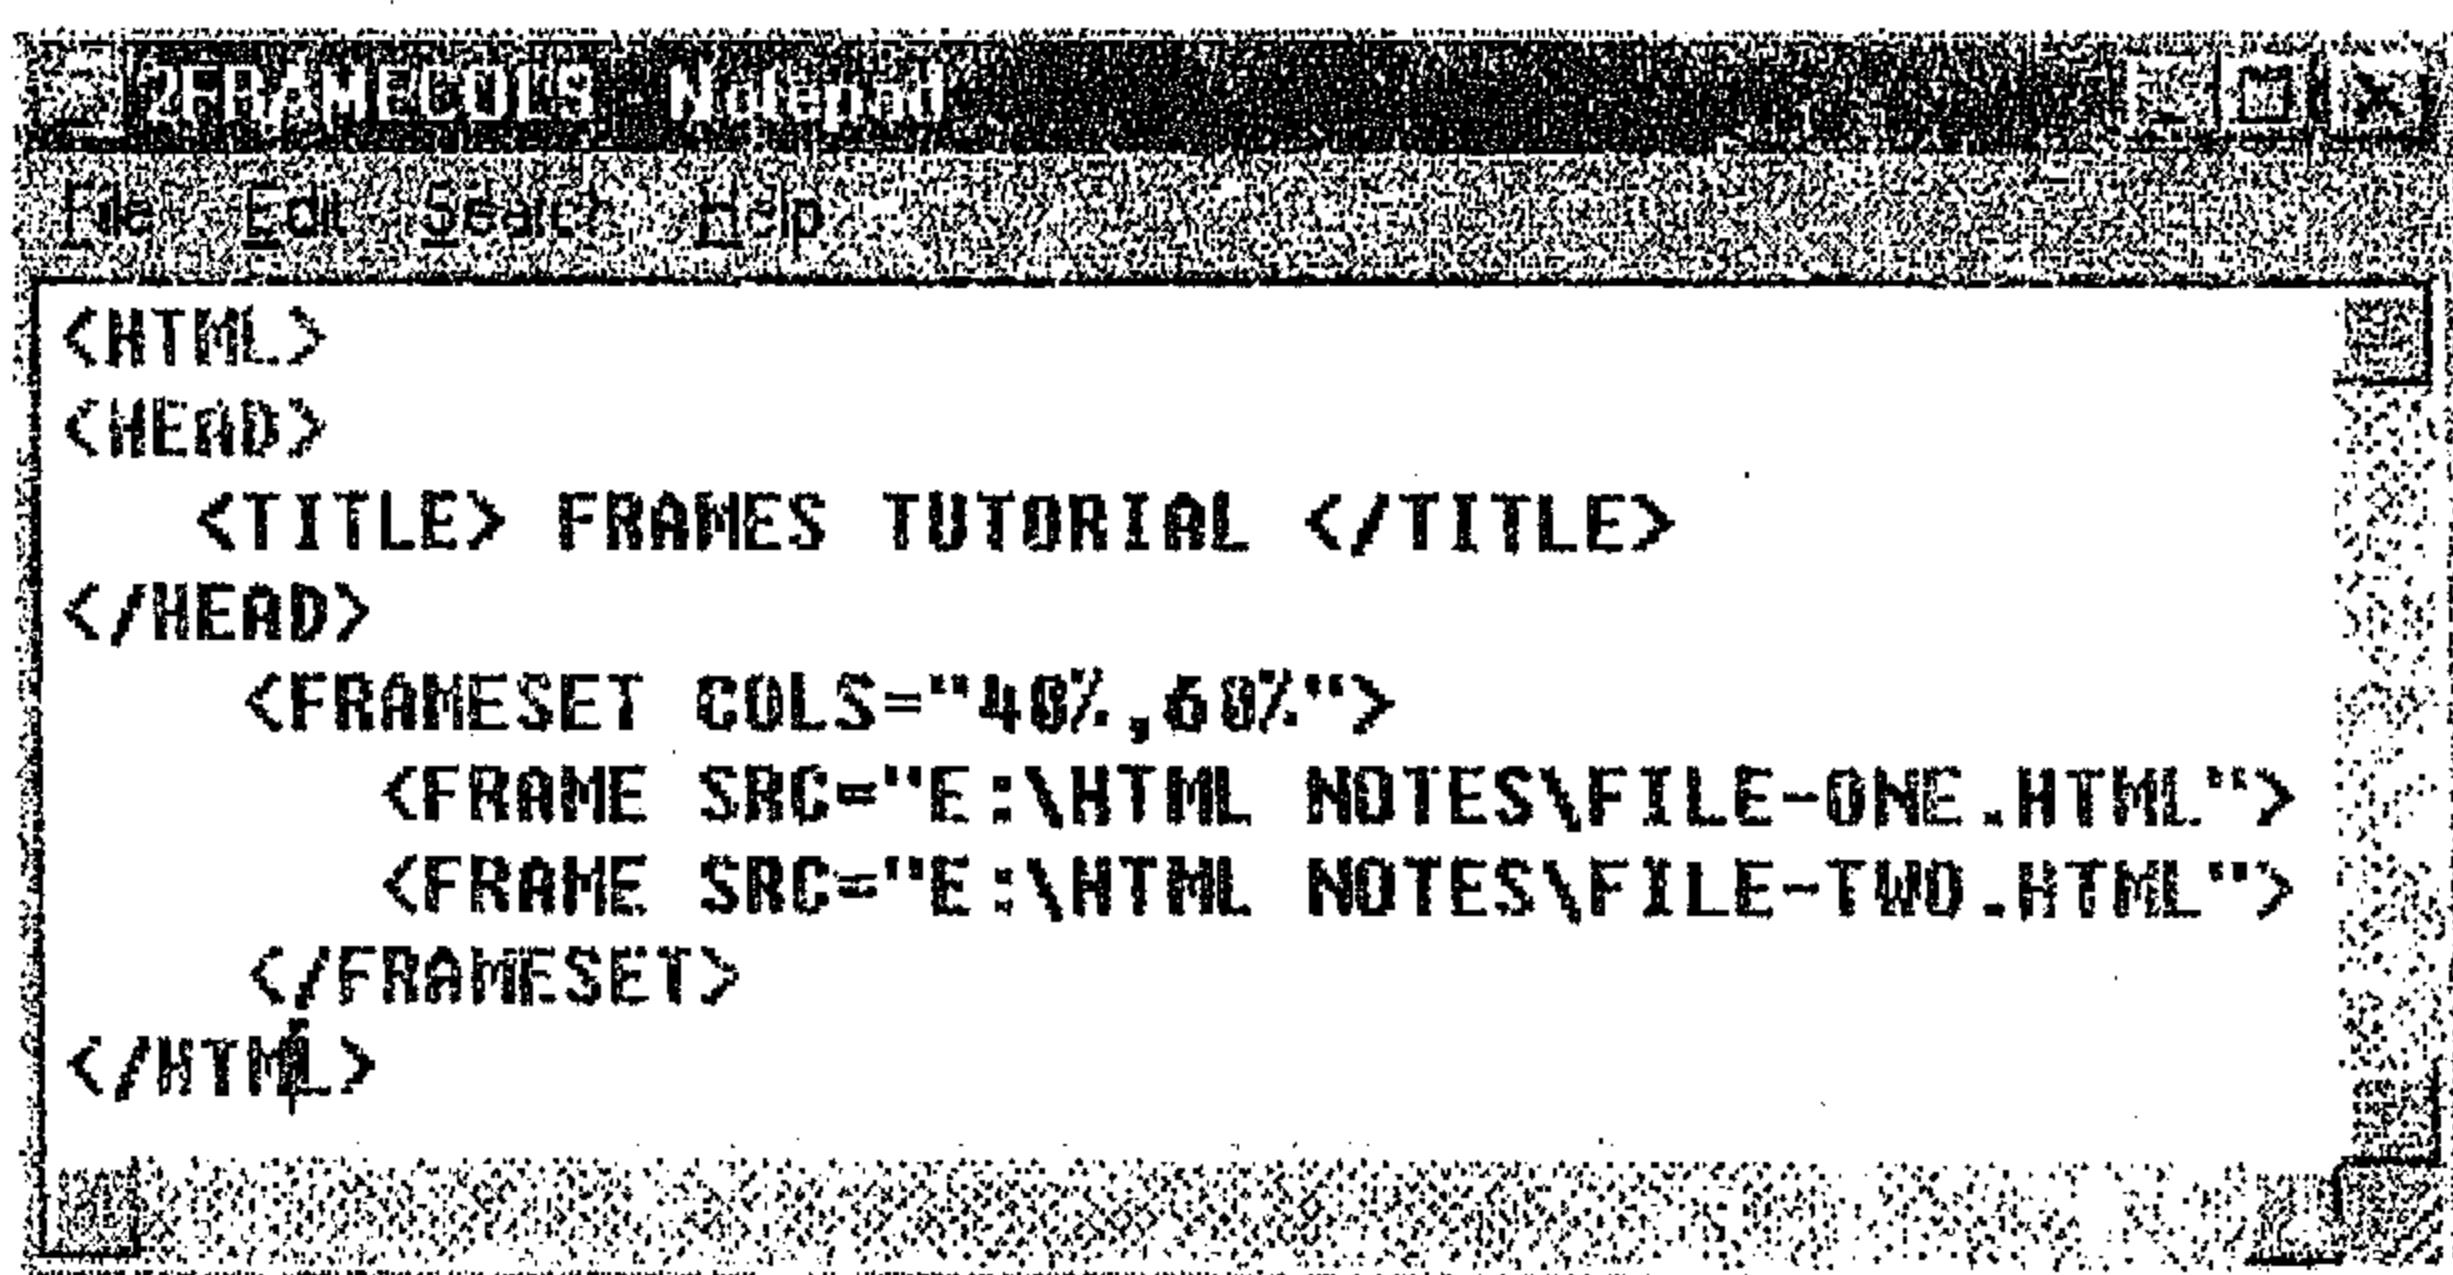 2FRAMECOLS - Notepad
File Edit Search Help
<HTML>
<HEAD>
<TITLE> FRAMES TUTORIAL </TITLE>
</HEAD>
<FRAMESET COLS="40%,60%">
<FRAME SRC="E:\HTML NOTES\FILE-ONE.HTML">
<FRAME SRC="E:\HTML NOTES\FILE-TWO.HTML">
</FRAMESET>
</HTML>